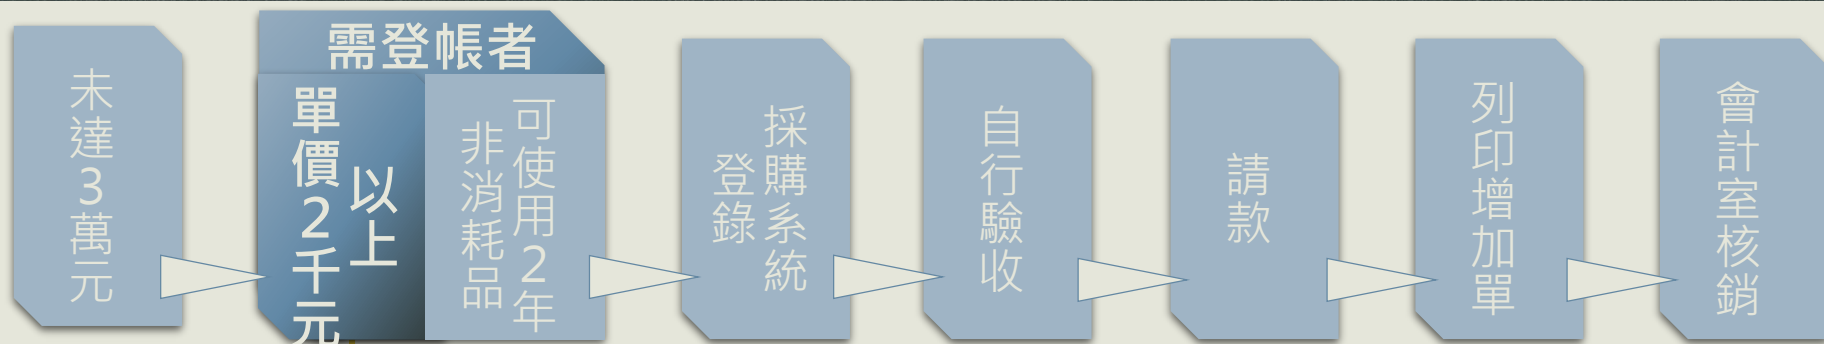 未達3萬元
需登帳者
單價2千元
以上
可使用2年
非消耗品
採購系統
登錄
自行驗收
請款
列印增加單
會計室核銷